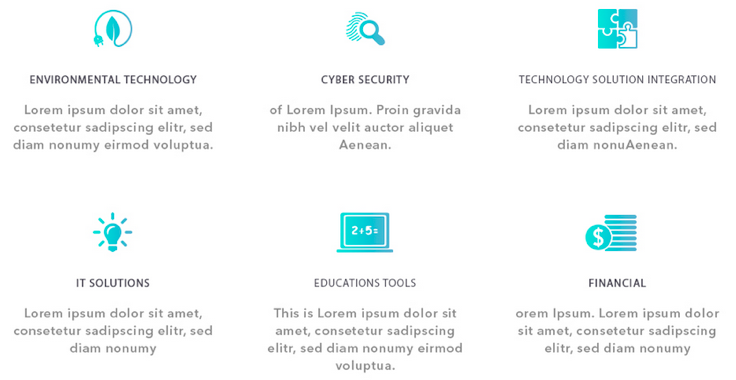 ENVIRONMENTAL TECHNOLOGY
Lorem ipsum dolor sit amet,
consetetur sadipscing elitr, sed
diam nonumy eirmod voluptua.
CYBER SECURITY
of Lorem Ipsum. Proin gravida
nibh vel velit auctor aliquet
Aenean.
TECHNOLOGY SOLUTION INTEGRATION
Lorem ipsum dolor sit amet,
consetetur sadipscing elitr, sed
diam nonuAenean.
IT SOLUTIONS
Lorem ipsum dolor sit amet,
consetetur sadipscing elitr, sed
diam nonumy
2+5=
EDUCATIONS TOOLS
This is Lorem ipsum dolor sit
amet, consetetur sadipscing
elitr, sed diam nonumy eirmod
voluptua.
$
FINANCIAL
orem Ipsum. Lorem ipsum dolor
sit amet, consetetur sadipscing
elitr, sed diam nonumy